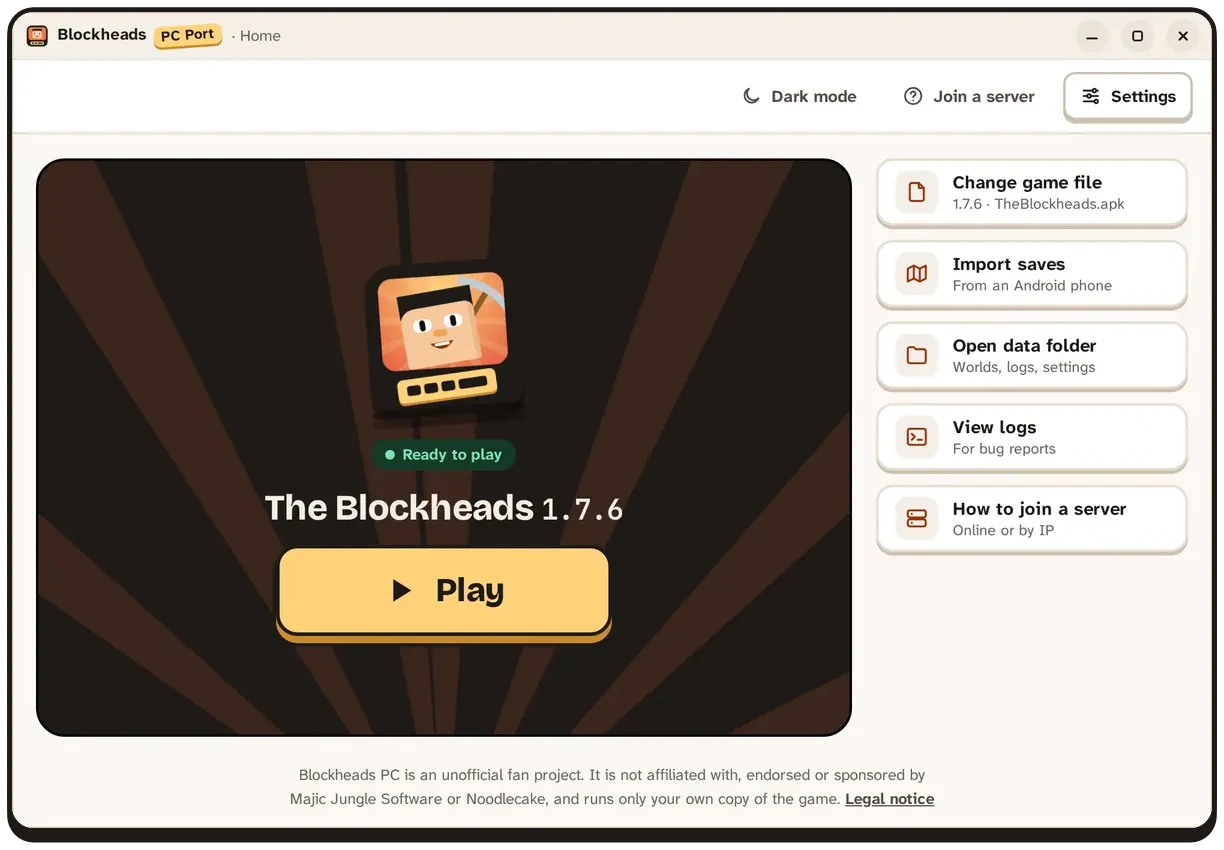 Blockheads PC Port · Home
Dark mode
Join a server
Settings
Ready to play
The Blockheads 1.7.6
Play
Change game file
1.7.6 · TheBlockheads.apk
Import saves
From an Android phone
Open data folder
Worlds, logs, settings
View logs
For bug reports
How to join a server
Online or by IP
Blockheads PC is an unofficial fan project. It is not affiliated with, endorsed or sponsored by
Majic Jungle Software or Noodlecake, and runs only your own copy of the game. Legal notice